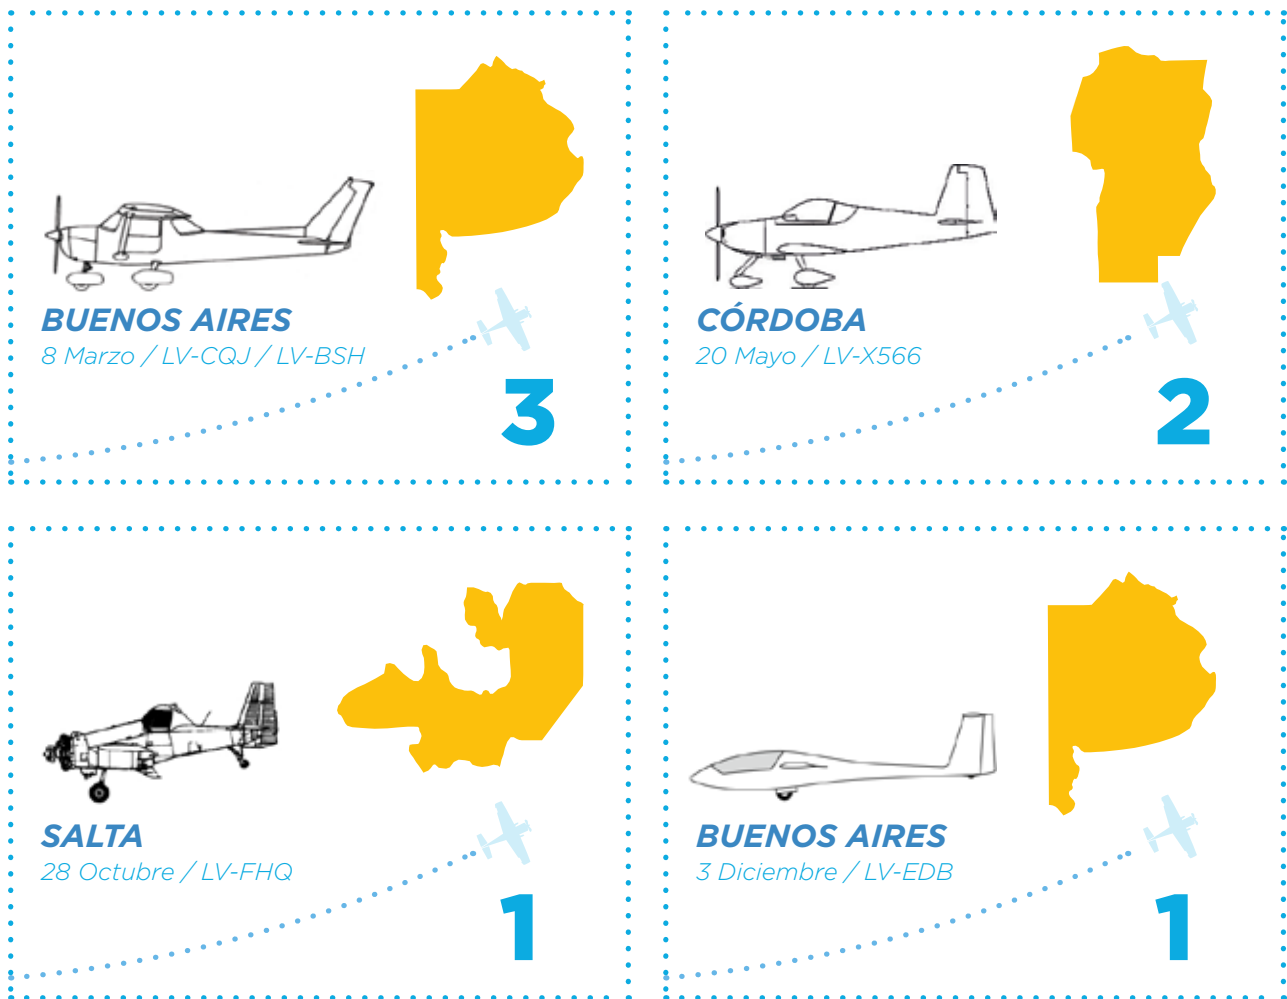 BUENOS AIRES
8 Marzo / LV-CQJ / LV-BSH
3
CÓRDOBA
20 Mayo / LV-X566
2
SALTA
28 Octubre / LV-FHQ
1
BUENOS AIRES
3 Diciembre / LV-EDB
1